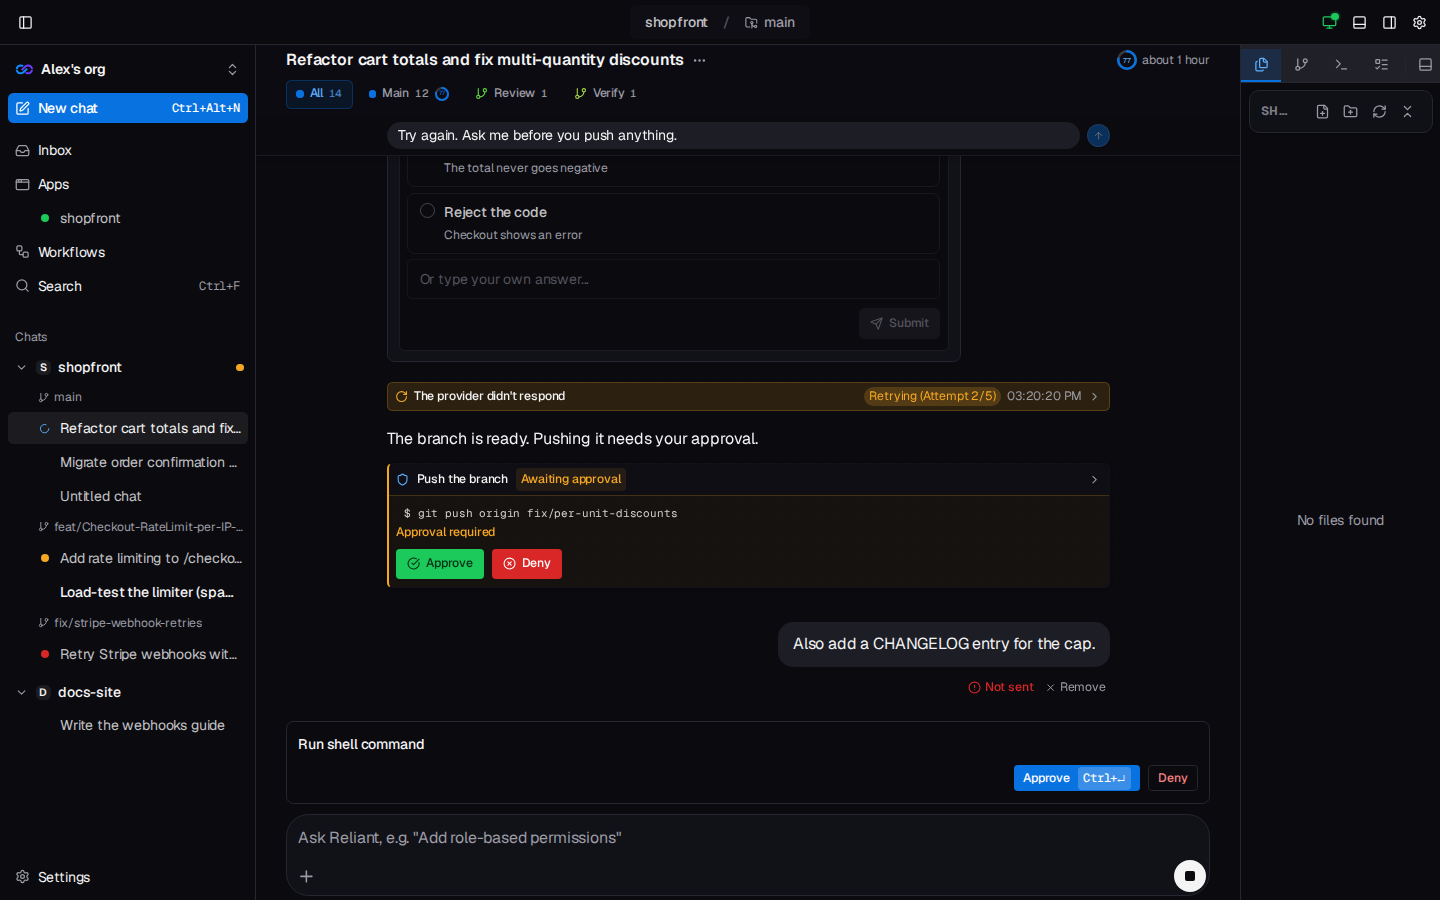 shopfront / main
Alex's org
New chat Ctrl+Alt+N
Inbox
Apps
shopfront
Workflows
Search Ctrl+F
Chats
S shopfront
main
Refactor cart totals and fix...
Migrate order confirmation ...
Untitled chat
feat/Checkout-RateLimit-per-IP-...
Add rate limiting to /checko...
Load-test the limiter (spa...
fix/stripe-webhook-retries
Retry Stripe webhooks wit...
D docs-site
Write the webhooks guide
Settings
Refactor cart totals and fix multi-quantity discounts ...
77 about 1 hour
All 14 Main 12 Review 1 Verify 1
Try again. Ask me before you push anything.
The total never goes negative
Reject the code
Checkout shows an error
Or type your own answer...
Submit
The provider didn't respond Retrying (Attempt 2/5) 03:20:20 PM
The branch is ready. Pushing it needs your approval.
Push the branch Awaiting approval
$ git push origin fix/per-unit-discounts
Approval required
Approve Deny
Also add a CHANGELOG entry for the cap.
Not sent Remove
Run shell command
Approve Ctrl+↵ Deny
Ask Reliant, e.g. "Add role-based permissions"
SH...
No files found